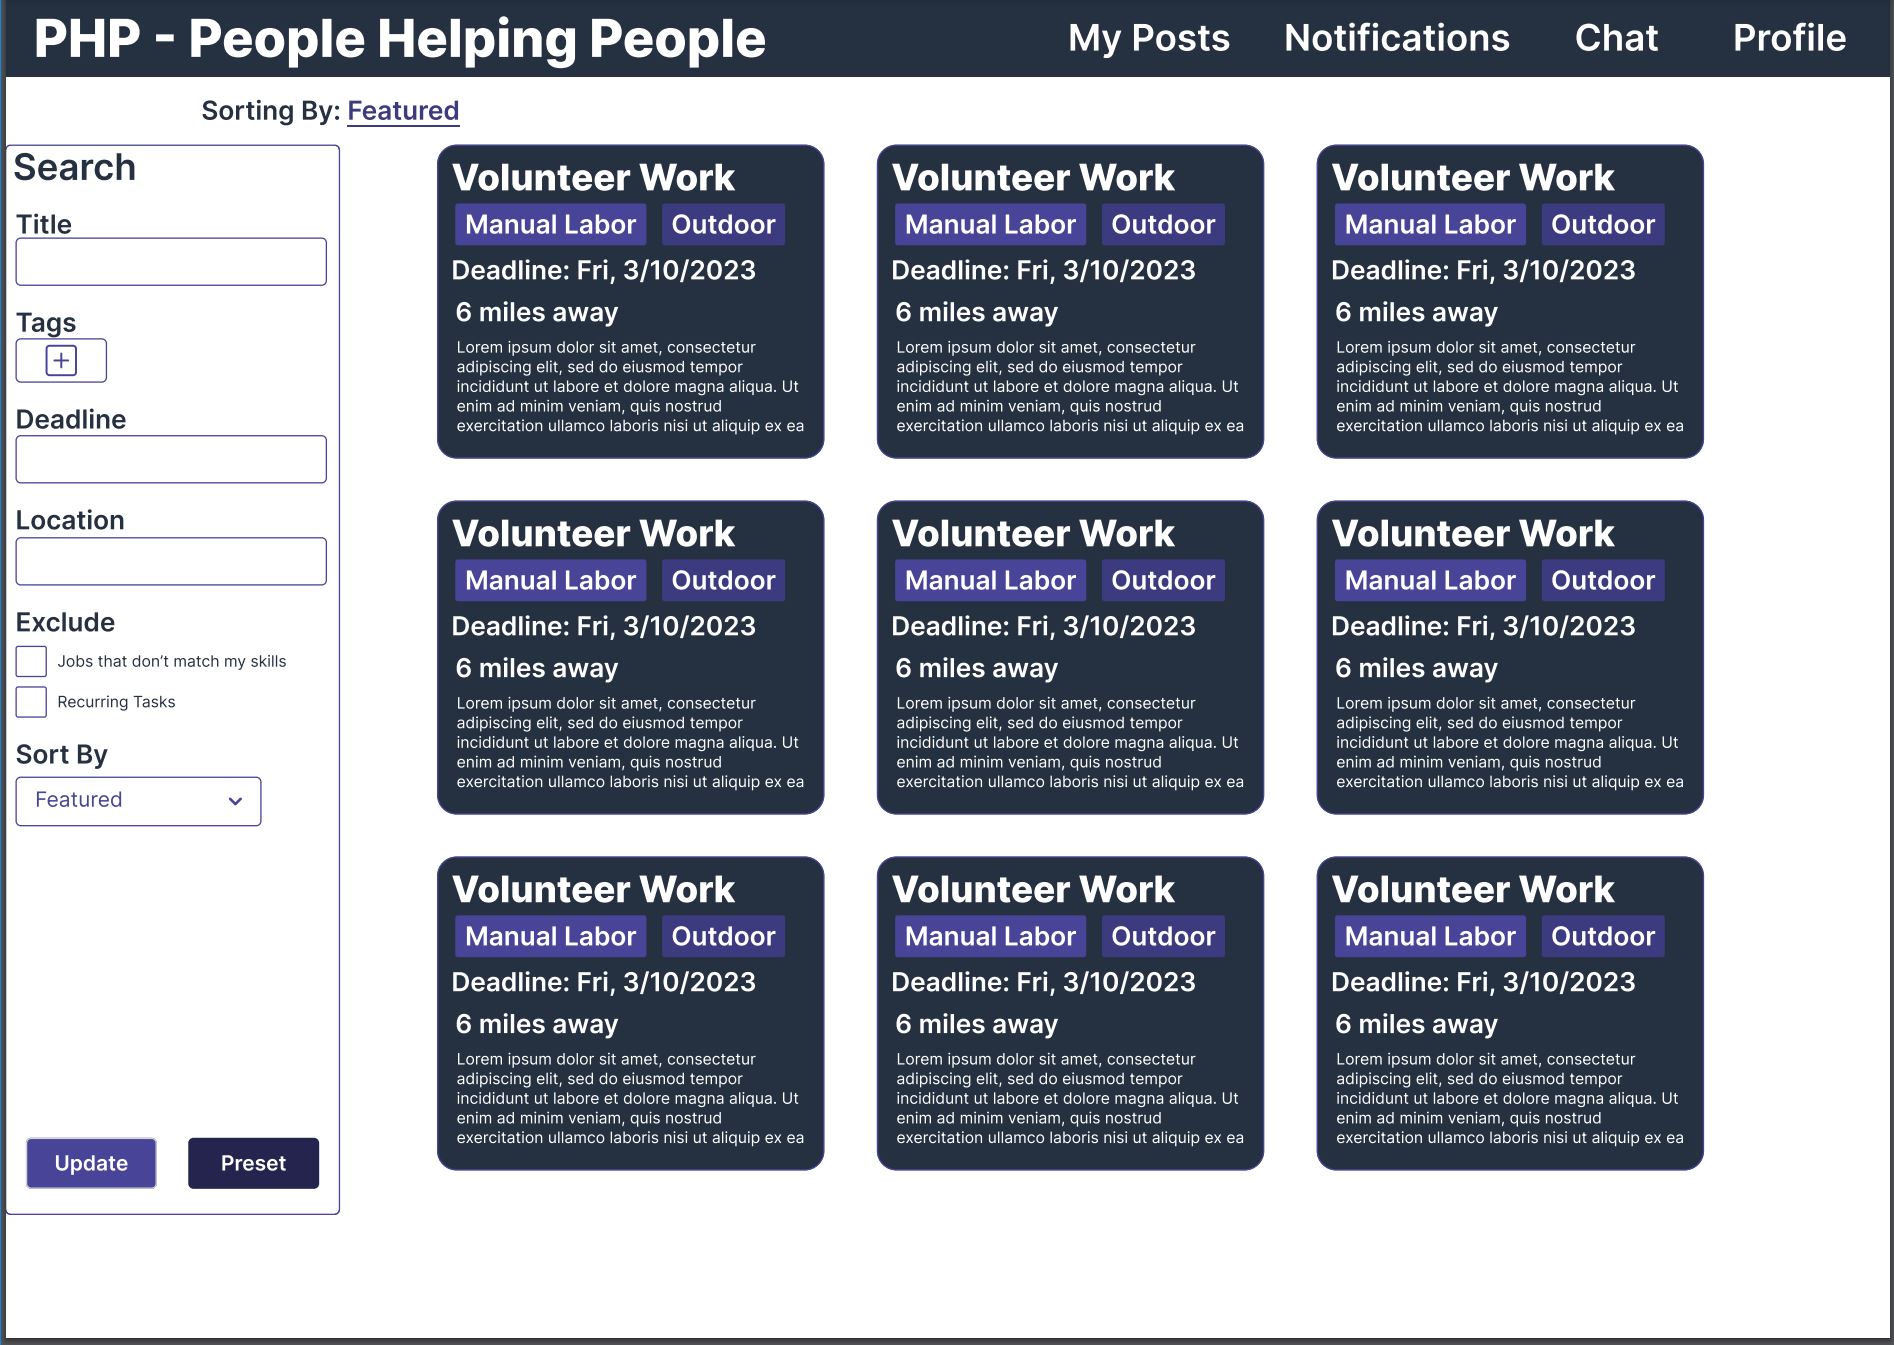 PHP - People Helping People
My Posts Notifications Chat Profile
Sorting By: Featured
Search
Title
Tags
Deadline
Location
Exclude
Jobs that don’t match my skills
Recurring Tasks
Sort By
Featured
Update Preset
Volunteer Work
Manual Labor Outdoor
Deadline: Fri, 3/10/2023
6 miles away
Lorem ipsum dolor sit amet, consectetur
adipiscing elit, sed do eiusmod tempor
incididunt ut labore et dolore magna aliqua. Ut
enim ad minim veniam, quis nostrud
exercitation ullamco laboris nisi ut aliquip ex ea
Volunteer Work
Manual Labor Outdoor
Deadline: Fri, 3/10/2023
6 miles away
Lorem ipsum dolor sit amet, consectetur
adipiscing elit, sed do eiusmod tempor
incididunt ut labore et dolore magna aliqua. Ut
enim ad minim veniam, quis nostrud
exercitation ullamco laboris nisi ut aliquip ex ea
Volunteer Work
Manual Labor Outdoor
Deadline: Fri, 3/10/2023
6 miles away
Lorem ipsum dolor sit amet, consectetur
adipiscing elit, sed do eiusmod tempor
incididunt ut labore et dolore magna aliqua. Ut
enim ad minim veniam, quis nostrud
exercitation ullamco laboris nisi ut aliquip ex ea
Volunteer Work
Manual Labor Outdoor
Deadline: Fri, 3/10/2023
6 miles away
Lorem ipsum dolor sit amet, consectetur
adipiscing elit, sed do eiusmod tempor
incididunt ut labore et dolore magna aliqua. Ut
enim ad minim veniam, quis nostrud
exercitation ullamco laboris nisi ut aliquip ex ea
Volunteer Work
Manual Labor Outdoor
Deadline: Fri, 3/10/2023
6 miles away
Lorem ipsum dolor sit amet, consectetur
adipiscing elit, sed do eiusmod tempor
incididunt ut labore et dolore magna aliqua. Ut
enim ad minim veniam, quis nostrud
exercitation ullamco laboris nisi ut aliquip ex ea
Volunteer Work
Manual Labor Outdoor
Deadline: Fri, 3/10/2023
6 miles away
Lorem ipsum dolor sit amet, consectetur
adipiscing elit, sed do eiusmod tempor
incididunt ut labore et dolore magna aliqua. Ut
enim ad minim veniam, quis nostrud
exercitation ullamco laboris nisi ut aliquip ex ea
Volunteer Work
Manual Labor Outdoor
Deadline: Fri, 3/10/2023
6 miles away
Lorem ipsum dolor sit amet, consectetur
adipiscing elit, sed do eiusmod tempor
incididunt ut labore et dolore magna aliqua. Ut
enim ad minim veniam, quis nostrud
exercitation ullamco laboris nisi ut aliquip ex ea
Volunteer Work
Manual Labor Outdoor
Deadline: Fri, 3/10/2023
6 miles away
Lorem ipsum dolor sit amet, consectetur
adipiscing elit, sed do eiusmod tempor
incididunt ut labore et dolore magna aliqua. Ut
enim ad minim veniam, quis nostrud
exercitation ullamco laboris nisi ut aliquip ex ea
Volunteer Work
Manual Labor Outdoor
Deadline: Fri, 3/10/2023
6 miles away
Lorem ipsum dolor sit amet, consectetur
adipiscing elit, sed do eiusmod tempor
incididunt ut labore et dolore magna aliqua. Ut
enim ad minim veniam, quis nostrud
exercitation ullamco laboris nisi ut aliquip ex ea